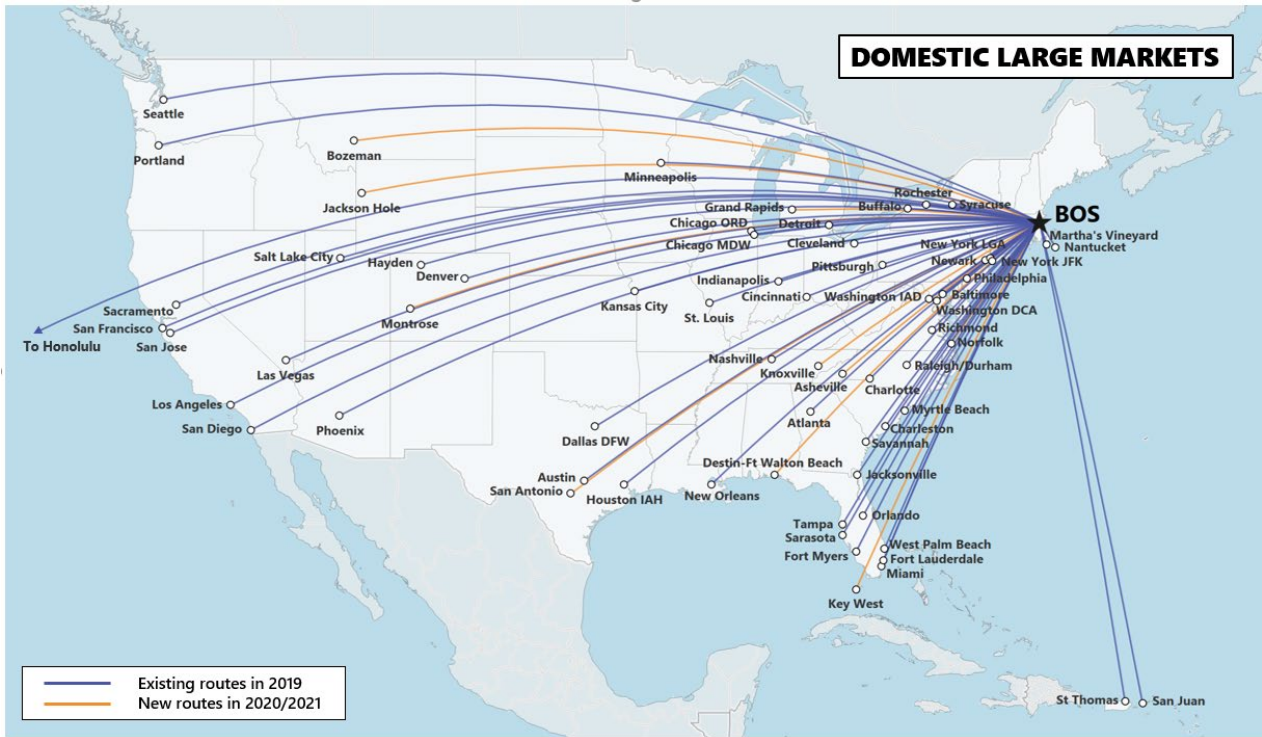 DOMESTIC LARGE MARKETS
Seattle
Portland
Bozeman
Minneapolis
Jackson Hole
Rochester
Grand Rapids
Buffalo
Syracuse
BOS
Chicago ORD
Detroit
Martha's Vineyard
Chicago MDW
Cleveland
New York LGA
Nantucket
Salt Lake City
Hayden
Newark
New York JFK
Denver
Pittsburgh
Indianapolis
Philadelphia
Sacramento
Kansas City
Cincinnati
Washington IAD
Baltimore
San Francisco
Montrose
St. Louis
Washington DCA
To Honolulu
San Jose
Richmond
Norfolk
Las Vegas
Nashville
Knoxville
Raleigh/Durham
Asheville
Charlotte
Los Angeles
Phoenix
Atlanta
Myrtle Beach
San Diego
Dallas DFW
Charleston
Savannah
Destin-Ft Walton Beach
Austin
Jacksonville
San Antonio
Houston IAH
New Orleans
Orlando
Tampa
Sarasota
West Palm Beach
Fort Myers
Fort Lauderdale
Miami
Key West
Existing routes in 2019
New routes in 2020/2021
St Thomas
San Juan